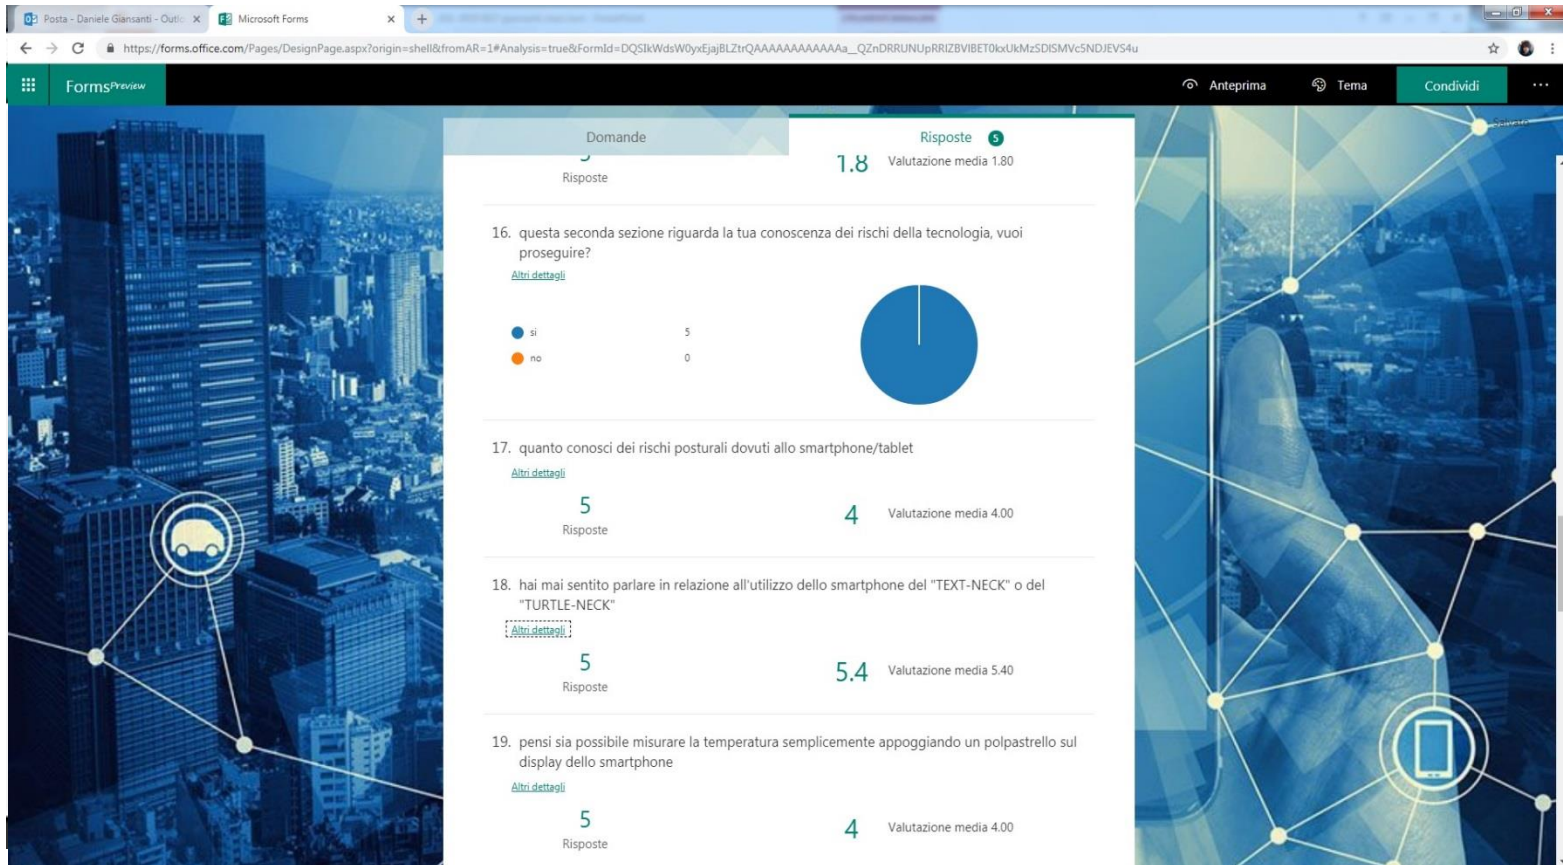 Posta - Daniele Giansanti - Outlo
Microsoft Forms
https://forms.office.com/Pages/DesignPage.aspx?origin=shell&fromAR=1#Analysis=true&FormId=DQSIkWdsW0yxEjajBLZtrQAAAAAAAAAAAAa__QZnDRRUNUpRRlZBVlBET0kxUkMzSDlSMVc5NDJEVS4u
Forms Preview
Anteprima
Tema
Condividi
Salvato
Domande
Risposte 5
1.8 Valutazione media 1.80
Risposte
16. questa seconda sezione riguarda la tua conoscenza dei rischi della tecnologia, vuoi
proseguire?
Altri dettagli
si 5
no 0
17. quanto conosci dei rischi posturali dovuti allo smartphone/tablet
Altri dettagli
5
Risposte
4 Valutazione media 4.00
18. hai mai sentito parlare in relazione all'utilizzo dello smartphone del "TEXT-NECK" o del
"TURTLE-NECK"
Altri dettagli
5
Risposte
5.4 Valutazione media 5.40
19. pensi sia possibile misurare la temperatura semplicemente appoggiando un polpastrello sul
display dello smartphone
Altri dettagli
5
Risposte
4 Valutazione media 4.00